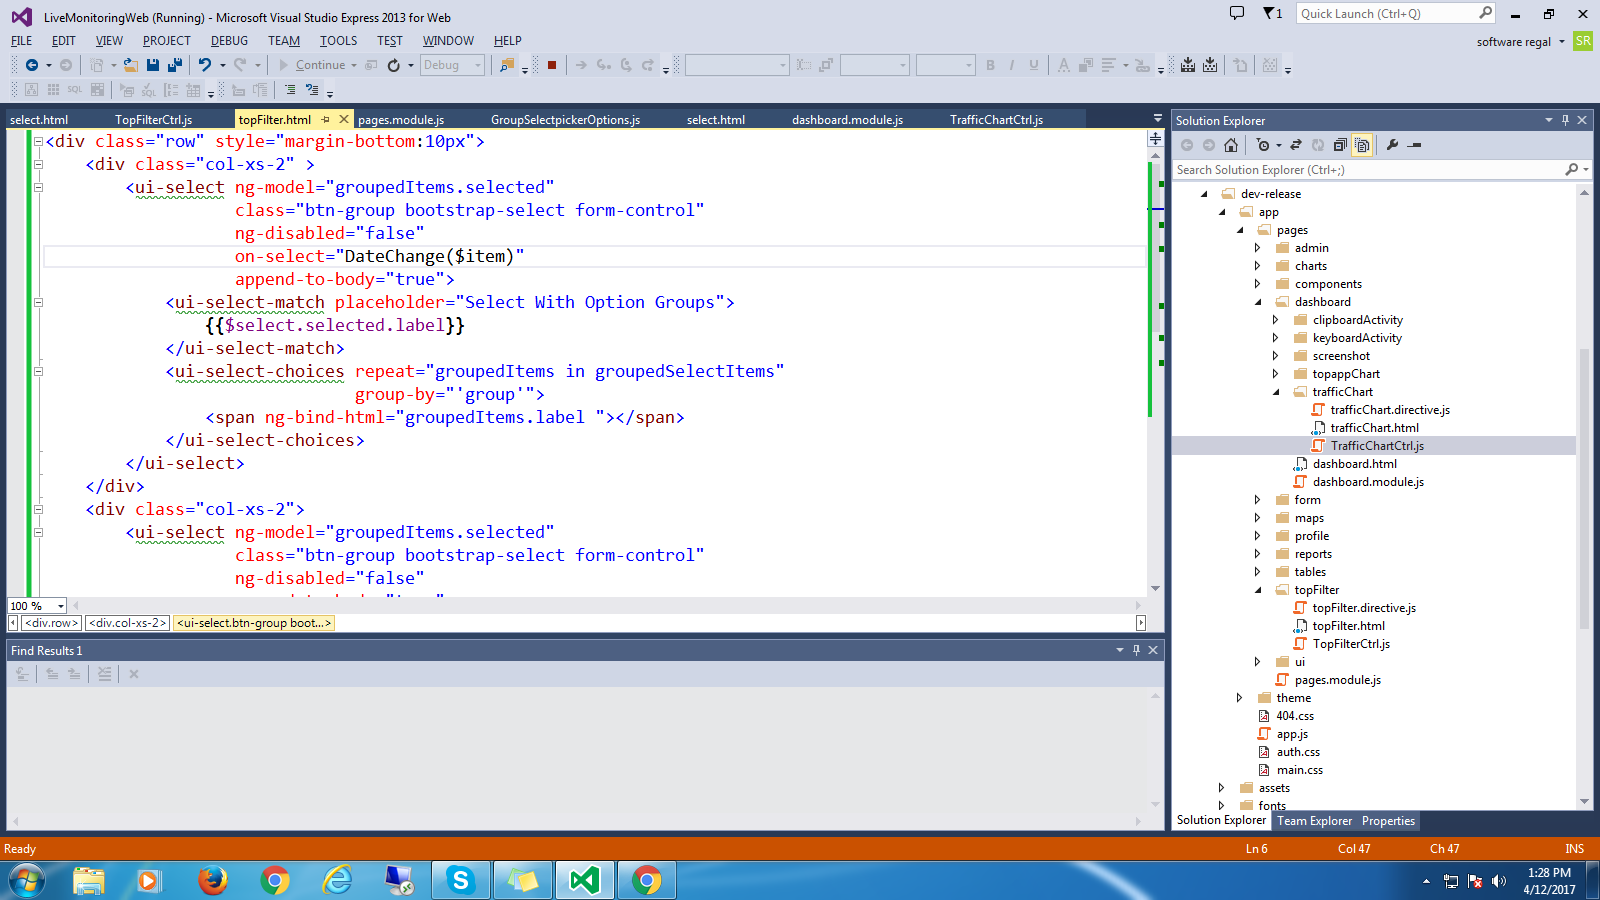 LiveMonitoringWeb (Running) - Microsoft Visual Studio Express 2013 for Web
1
Quick Launch (Ctrl+Q)
FILE EDIT VIEW PROJECT DEBUG TEAM TOOLS TEST WINDOW HELP
software regal SR
Continue Debug
B I U A
SQL SQL
select.html TopFilterCtrl.js topFilter.html pages.module.js GroupSelectpickerOptions.js select.html dashboard.module.js TrafficChartCtrl.js
<div class="row" style="margin-bottom:10px">
<div class="col-xs-2" >
<ui-select ng-model="groupedItems.selected"
class="btn-group bootstrap-select form-control"
ng-disabled="false"
on-select="DateChange($item)"
append-to-body="true">
<ui-select-match placeholder="Select With Option Groups">
{{$select.selected.label}}
</ui-select-match>
<ui-select-choices repeat="groupedItems in groupedSelectItems"
group-by="'group'">
<span ng-bind-html="groupedItems.label "></span>
</ui-select-choices>
</ui-select>
</div>
<div class="col-xs-2">
<ui-select ng-model="groupedItems.selected"
class="btn-group bootstrap-select form-control"
ng-disabled="false"
100 %
<div.row> <div.col-xs-2> <ui-select.btn-group boot...>
Find Results 1
Solution Explorer
Search Solution Explorer (Ctrl+;)
dev-release
app
pages
admin
charts
components
dashboard
clipboardActivity
keyboardActivity
screenshot
topappChart
trafficChart
trafficChart.directive.js
trafficChart.html
TrafficChartCtrl.js
dashboard.html
dashboard.module.js
form
maps
profile
reports
tables
topFilter
topFilter.directive.js
topFilter.html
TopFilterCtrl.js
ui
pages.module.js
theme
404.css
app.js
auth.css
main.css
assets
fonts
Solution Explorer Team Explorer Properties
Ready Ln 6 Col 47 Ch 47 INS
1:28 PM
4/12/2017